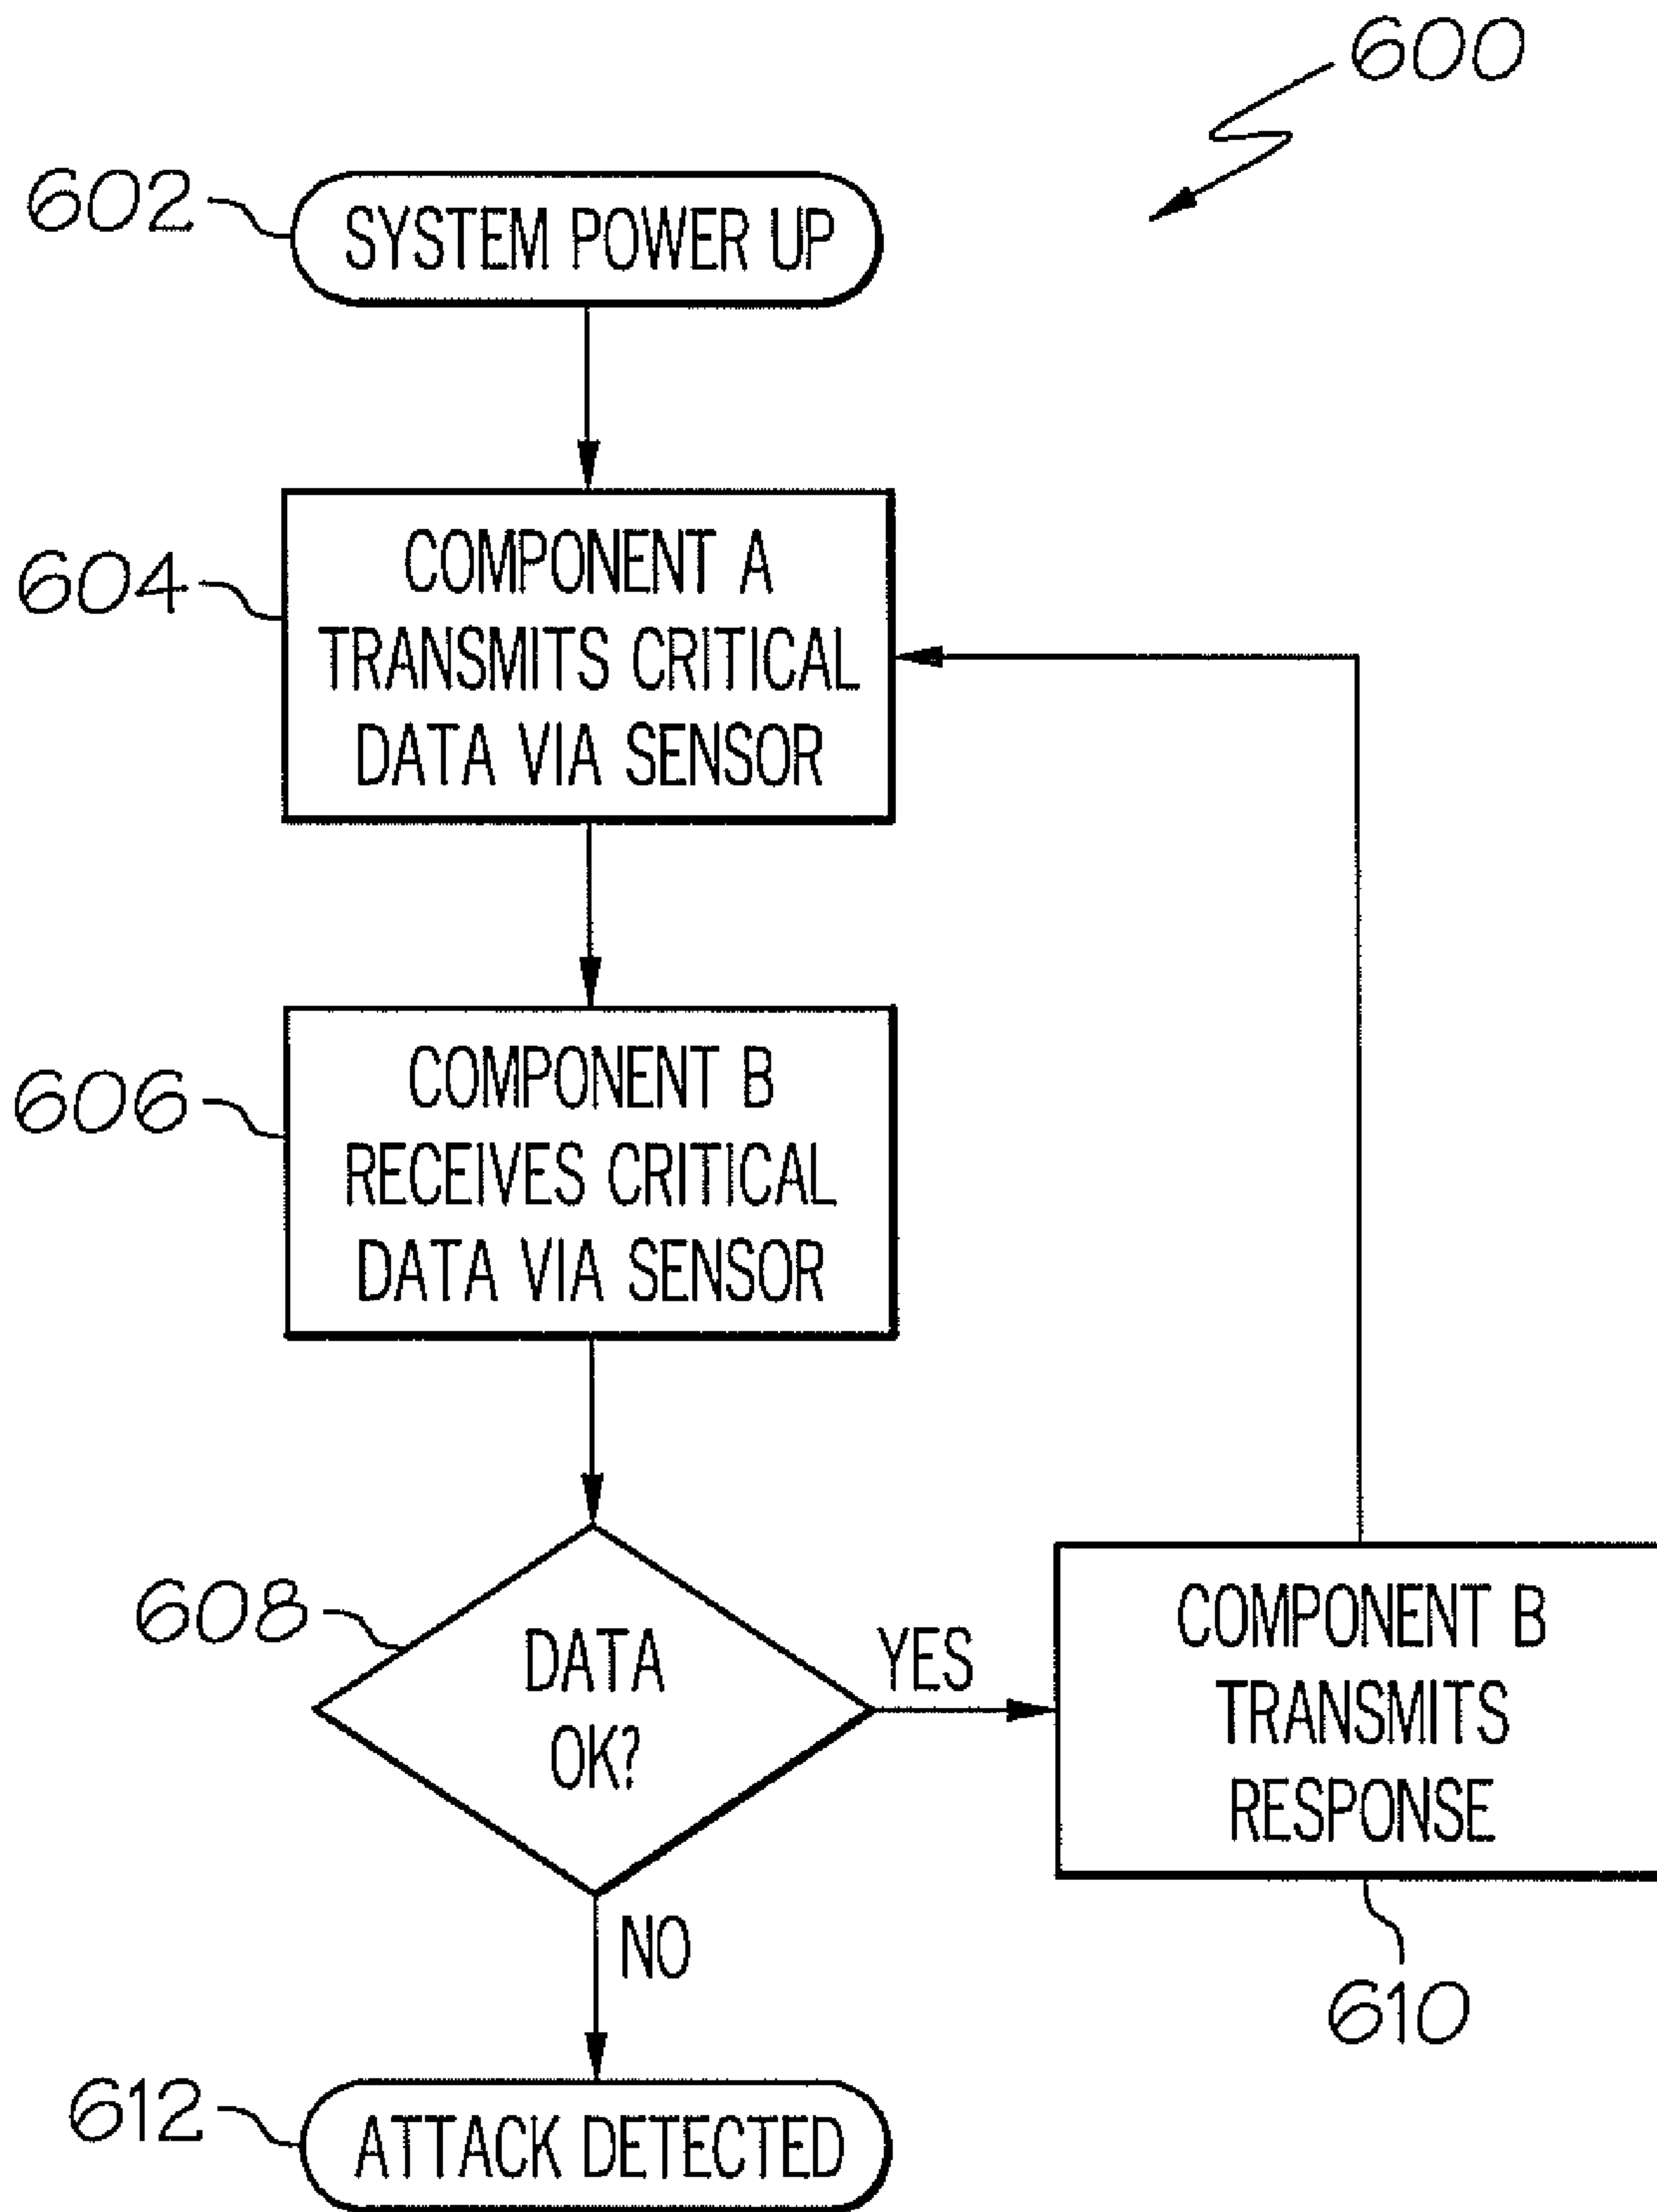 600
602
SYSTEM POWER UP
604
COMPONENT A
TRANSMITS CRITICAL
DATA VIA SENSOR
606
COMPONENT B
RECEIVES CRITICAL
DATA VIA SENSOR
608
DATA
OK?
YES
COMPONENT B
TRANSMITS
RESPONSE
610
NO
612
ATTACK DETECTED